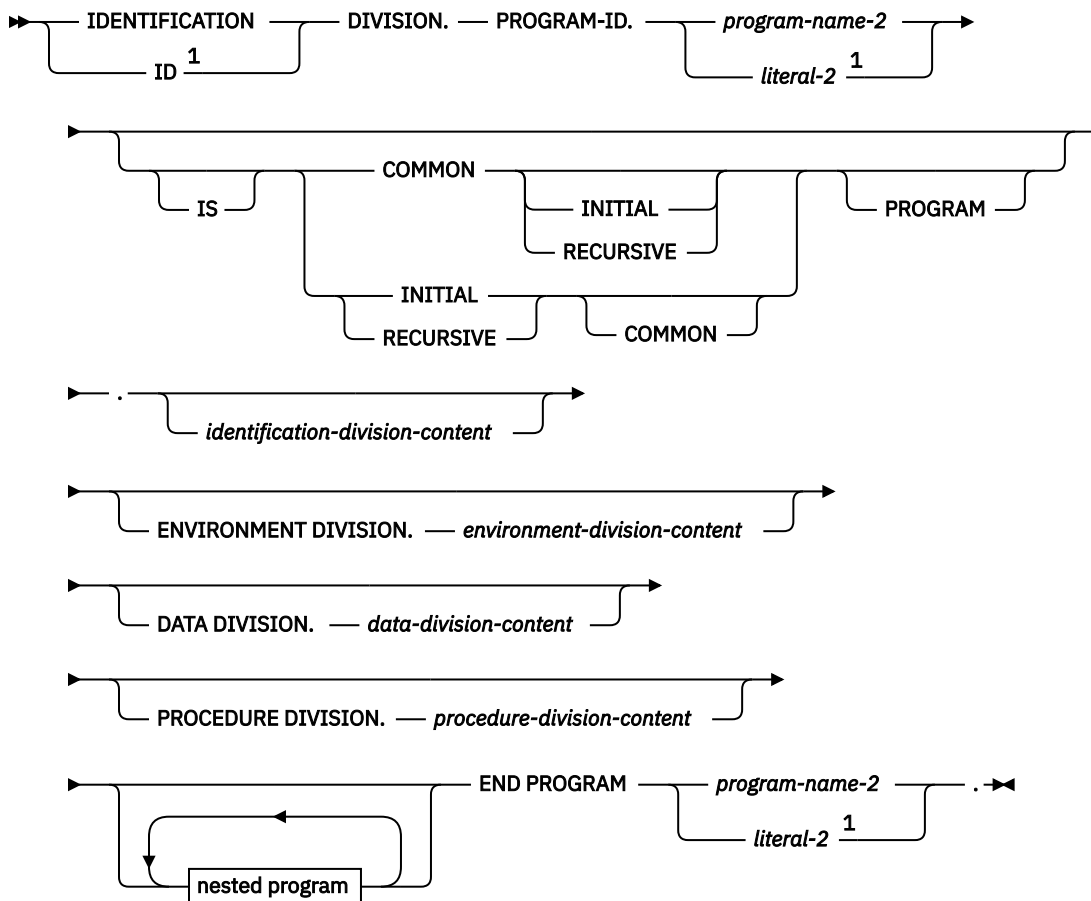 IDENTIFICATION DIVISION. PROGRAM-ID. program-name-2
ID 1 literal-2 1
COMMON
IS INITIAL PROGRAM
RECURSIVE
INITIAL
RECURSIVE COMMON
.
identification-division-content
ENVIRONMENT DIVISION. environment-division-content
DATA DIVISION. data-division-content
PROCEDURE DIVISION. procedure-division-content
END PROGRAM program-name-2 .
literal-2 1
nested program